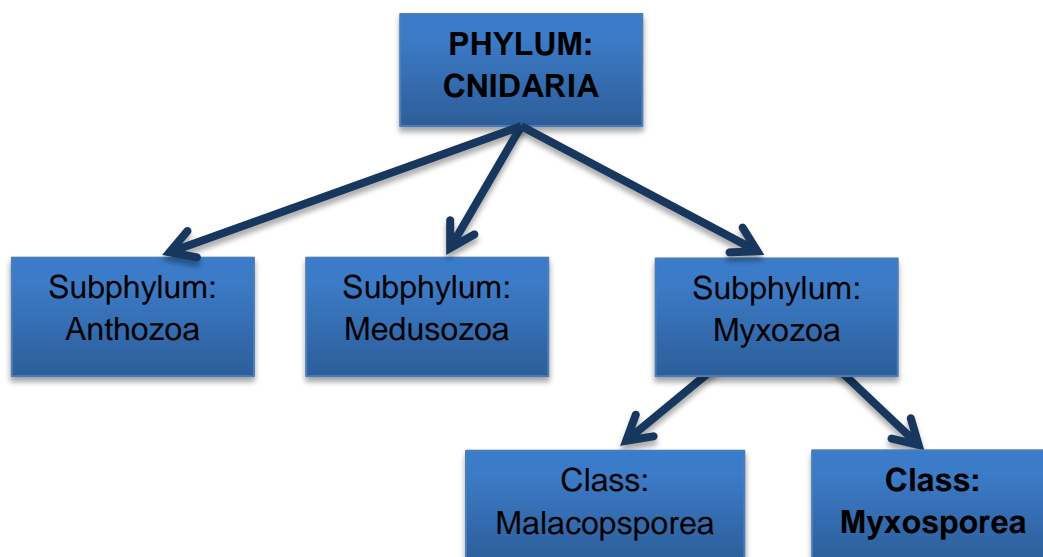 PHYLUM:
CNIDARIA
Subphylum:
Anthozoa
Subphylum:
Medusozoa
Subphylum:
Myxozoa
Class:
Malacopsporea
Class:
Myxosporea